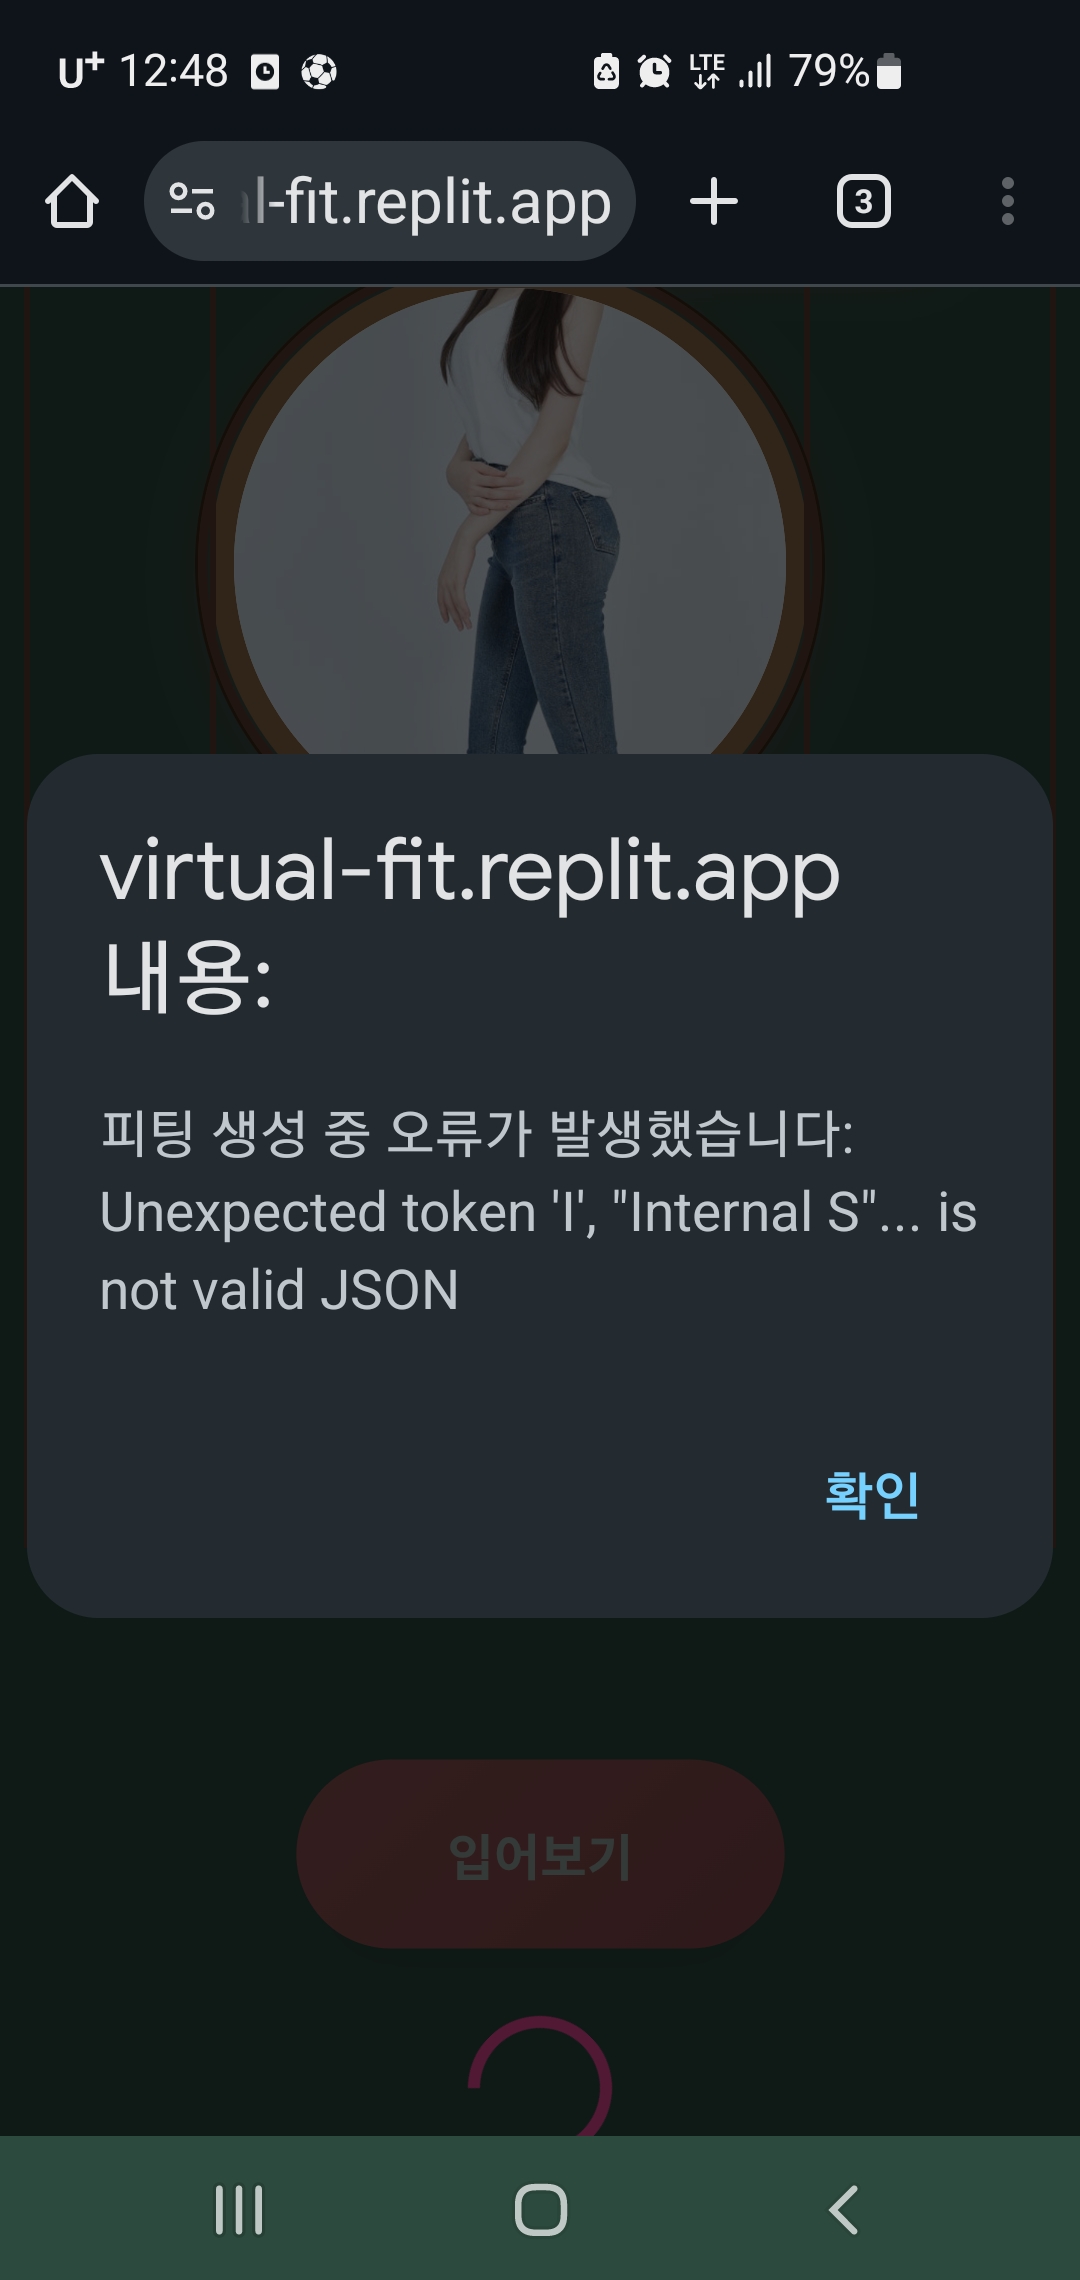 U+ 12:48 LTE 79%
l-fit.replit.app 3
virtual-fit.replit.app
내용:
피팅 생성 중 오류가 발생했습니다:
Unexpected token 'I', "Internal S"... is
not valid JSON
확인
입어보기